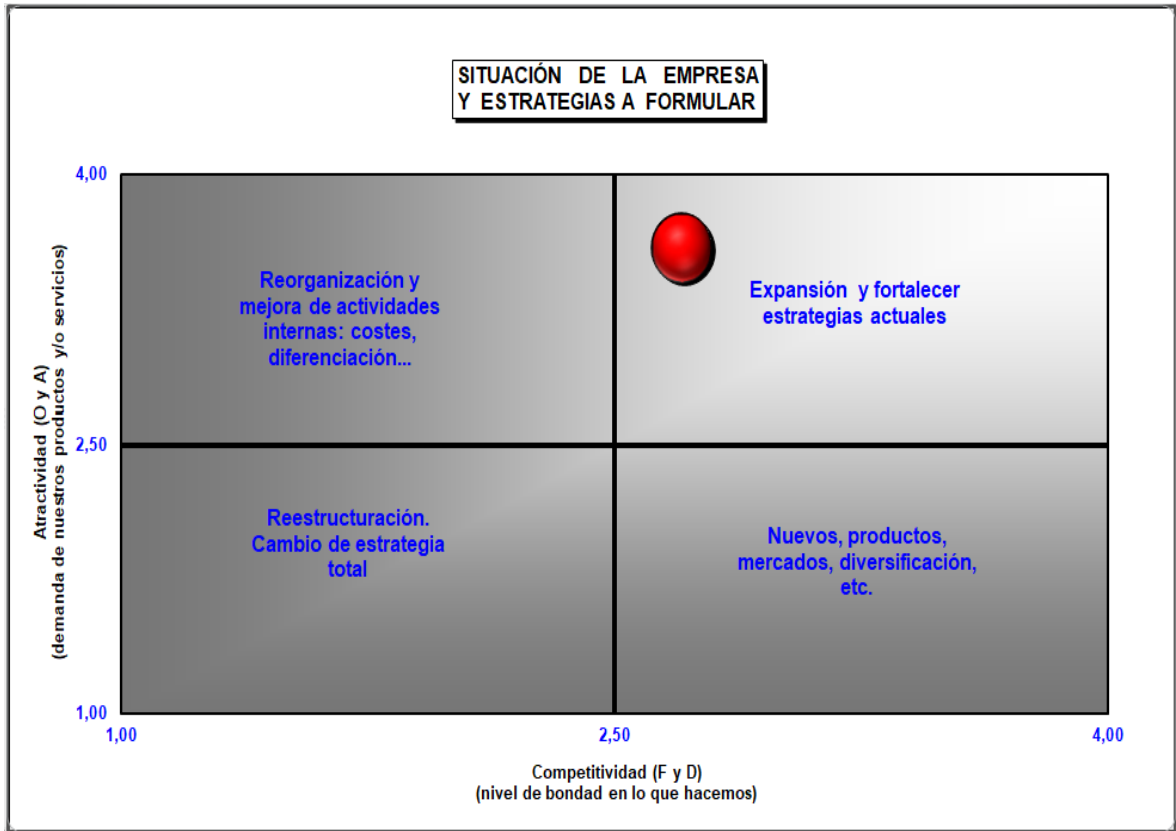 SITUACIÓN DE LA EMPRESA
Y ESTRATEGIAS A FORMULAR
4,00
Reorganización y
mejora de actividades
internas: costes,
diferenciación...
Expansión y fortalecer
estrategias actuales
Atractividad (O y A)
(demanda de nuestros productos y/o servicios)
2,50
Reestructuración.
Cambio de estrategia
total
Nuevos, productos,
mercados, diversificación,
etc.
1,00
1,00
2,50
4,00
Competitividad (F y D)
(nivel de bondad en lo que hacemos)